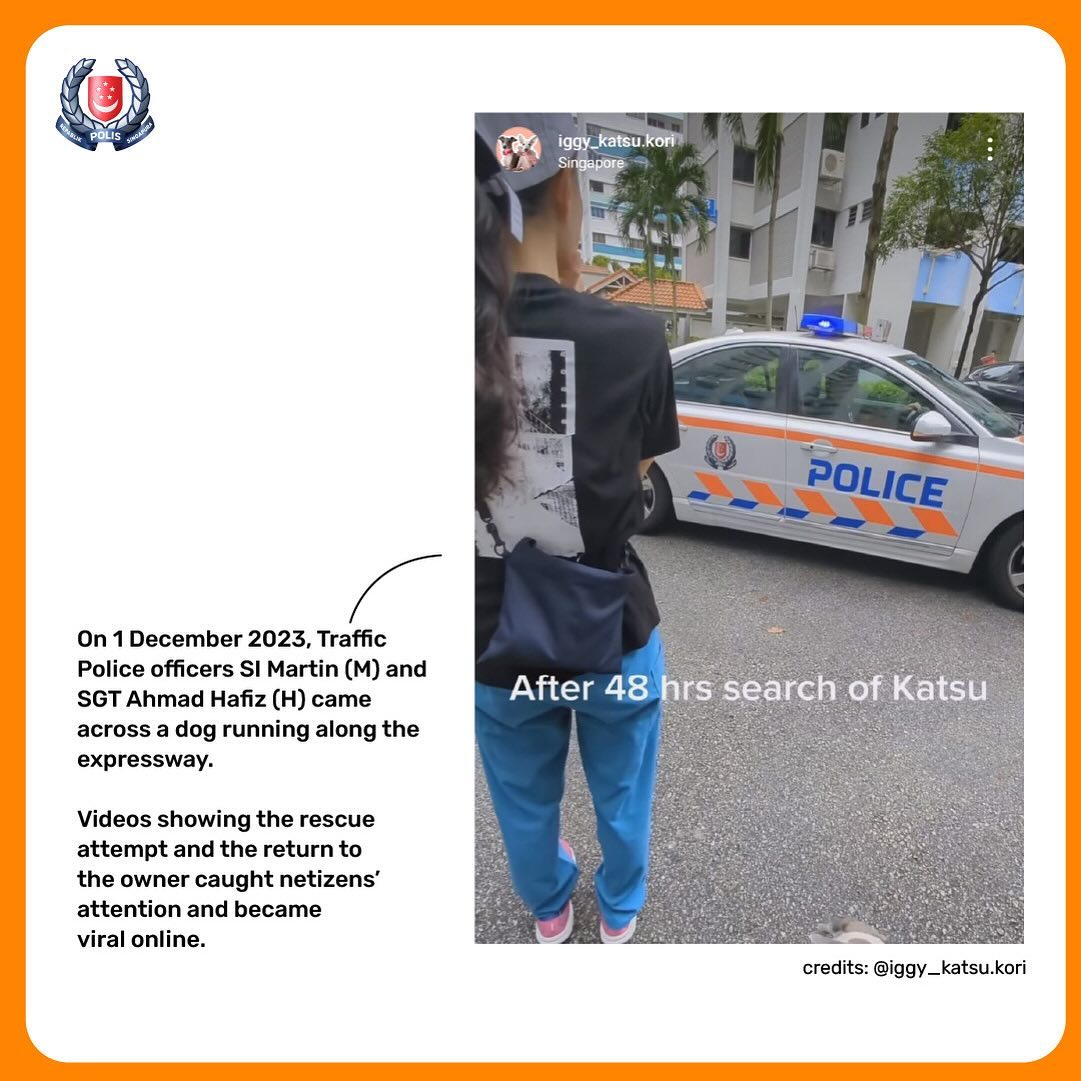 REPABLIK POLIS SINGAPURA
iggy_katsu.kori
Singapore
POLICE
On 1 December 2023, Traffic
Police officers SI Martin (M) and
SGT Ahmad Hafiz (H) came
across a dog running along the
expressway.
Videos showing the rescue
attempt and the return to
the owner caught netizens’
attention and became
viral online.
After 48 hrs search of Katsu
credits: @iggy_katsu.kori